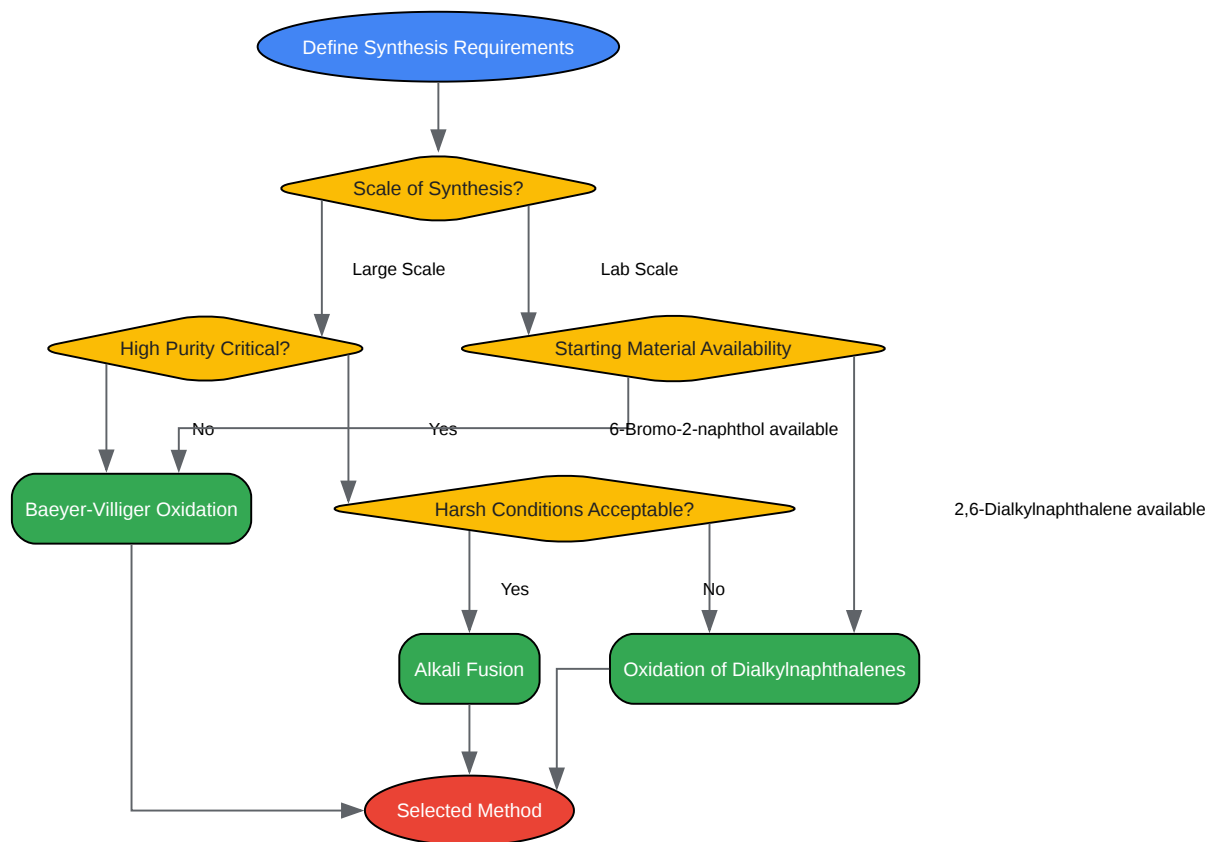 Define Synthesis Requirements
Scale of Synthesis?
Large Scale
Lab Scale
High Purity Critical?
Starting Material Availability
No
Yes
6-Bromo-2-naphthol available
Baeyer-Villiger Oxidation
Harsh Conditions Acceptable?
2,6-Dialkylnaphthalene available
Yes
No
Alkali Fusion
Oxidation of Dialkylnaphthalenes
Selected Method